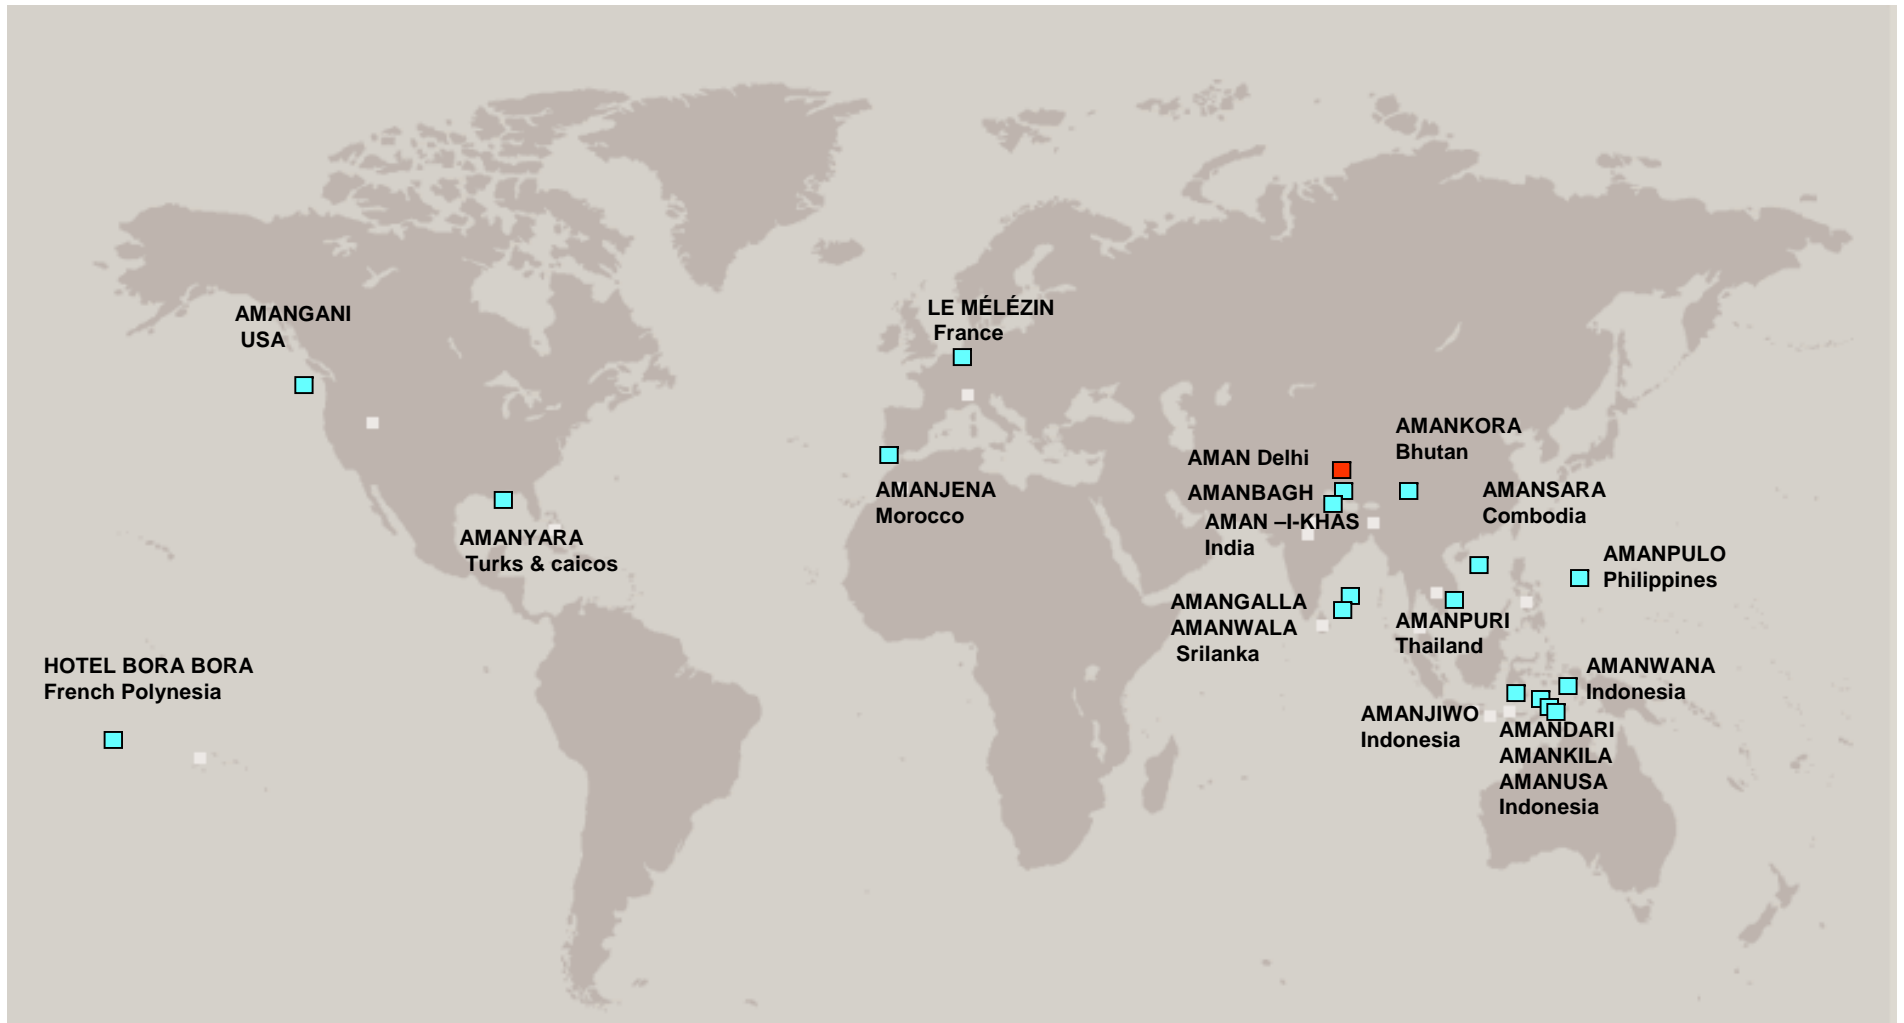 AMANGANI
USA
LE MÉLÉZIN
France
AMANYARA
Turks & caicos
AMANJENA
Morocco
AMAN Delhi
AMANBAGH
AMAN –I-KHAS
India
AMANKORA
Bhutan
AMANSARA
Combodia
AMANPULO
Philippines
AMANGALLA
AMANWALA
Srilanka
AMANPURI
Thailand
HOTEL BORA BORA
French Polynesia
AMANWANA
Indonesia
AMANJIWO
Indonesia
AMANDARI
AMANKILA
AMANUSA
Indonesia